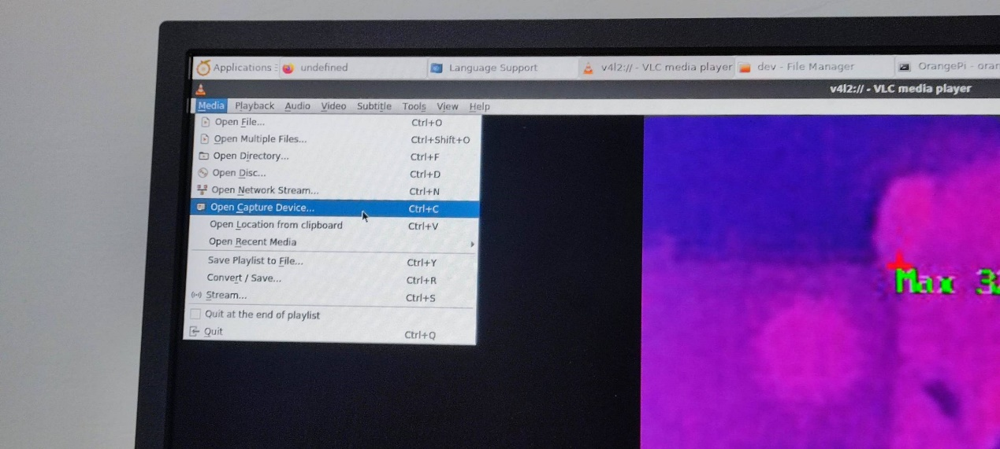 Applications
undefined
Language Support
v4l2:// - VLC media player
dev - File Manager
OrangePi -
v4l2:// - VLC media player
Media Playback Audio Video Subtitle Tools View Help
Open File... Ctrl+O
Open Multiple Files... Ctrl+Shift+O
Open Directory... Ctrl+F
Open Disc... Ctrl+D
Open Network Stream... Ctrl+N
Open Capture Device... Ctrl+C
Open Location from clipboard Ctrl+V
Open Recent Media
Save Playlist to File... Ctrl+Y
Convert / Save... Ctrl+R
Stream... Ctrl+S
Quit at the end of playlist
Quit Ctrl+Q
Max